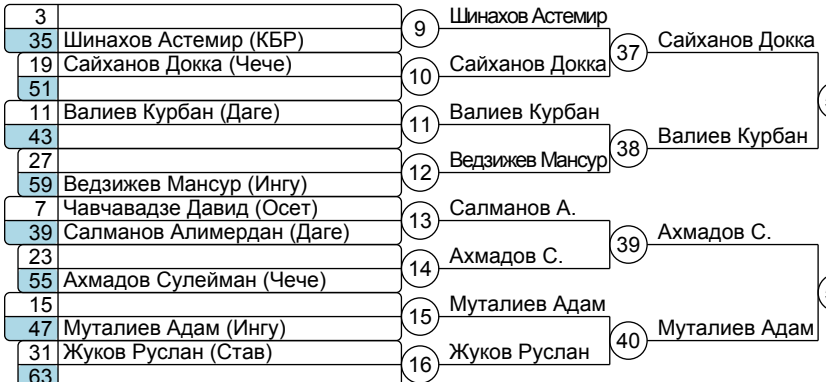 3
35 Шинахов Астемир (КБР)
9 Шинахов Астемир
19 Сайханов Докка (Чече)
51
10 Сайханов Докка
37 Сайханов Докка
11 Валиев Курбан (Даге)
43
11 Валиев Курбан
27
59 Ведзижев Мансур (Ингу)
12 Ведзижев Мансур
38 Валиев Курбан
7 Чавчавадзе Давид (Осет)
39 Салманов Алимердан (Даге)
13 Салманов А.
23
55 Ахмадов Сулейман (Чече)
14 Ахмадов С.
39 Ахмадов С.
15
47 Муталиев Адам (Ингу)
15 Муталиев Адам
31 Жуков Руслан (Став)
63
16 Жуков Руслан
40 Муталиев Адам